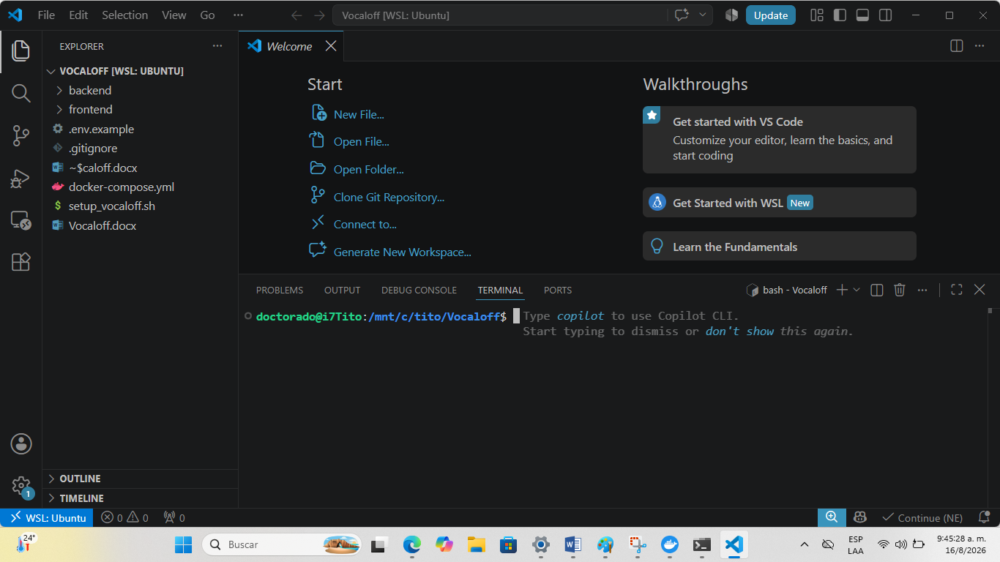 File Edit Selection View Go ··· Vocaloff [WSL: Ubuntu] Update
EXPLORER ···
VOCALOFF [WSL: UBUNTU]
backend
frontend
.env.example
.gitignore
~$caloff.docx
docker-compose.yml
$ setup_vocaloff.sh
Vocaloff.docx
OUTLINE
TIMELINE
Welcome
Start
New File...
Open File...
Open Folder...
Clone Git Repository...
Connect to...
Generate New Workspace...
Walkthroughs
Get started with VS Code
Customize your editor, learn the basics, and
start coding
Get Started with WSL New
Learn the Fundamentals
PROBLEMS OUTPUT DEBUG CONSOLE TERMINAL PORTS bash - Vocaloff
doctorado@i7Tito:/mnt/c/tito/Vocaloff$ Type copilot to use Copilot CLI.
Start typing to dismiss or don't show this again.
1
WSL: Ubuntu 0 0 0 Continue (NE)
24° Buscar ESP 9:45:28 a. m.
LAA 16/8/2026